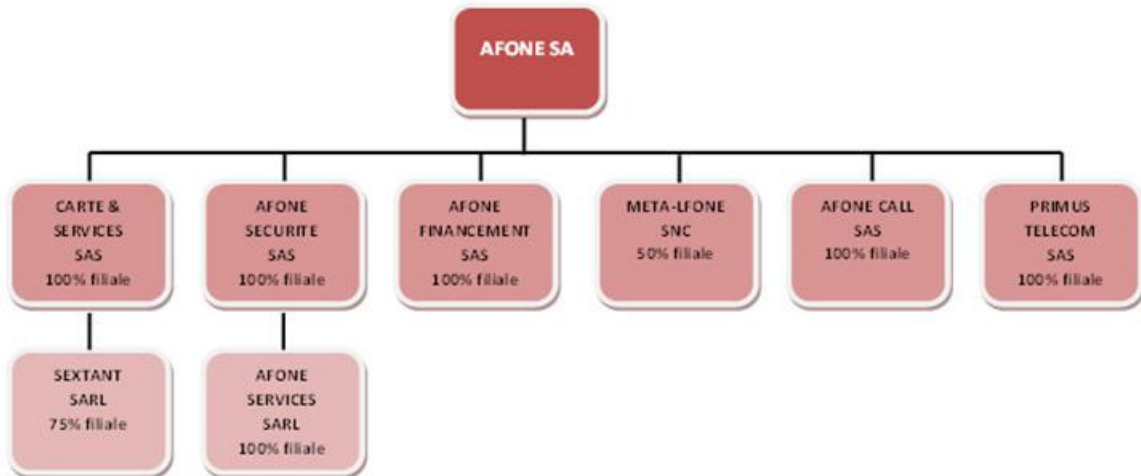 AFONE SA
CARTE &
SERVICES
SAS
100% filiale
AFONE
SECURITE
SAS
100% filiale
AFONE
FINANCEMENT
SAS
100% filiale
META-LFONE
SNC
50% filiale
AFONE CALL
SAS
100% filiale
PRIMUS
TELECOM
SAS
100% filiale
SEXTANT
SARL
75% filiale
AFONE
SERVICES
SARL
100% filiale